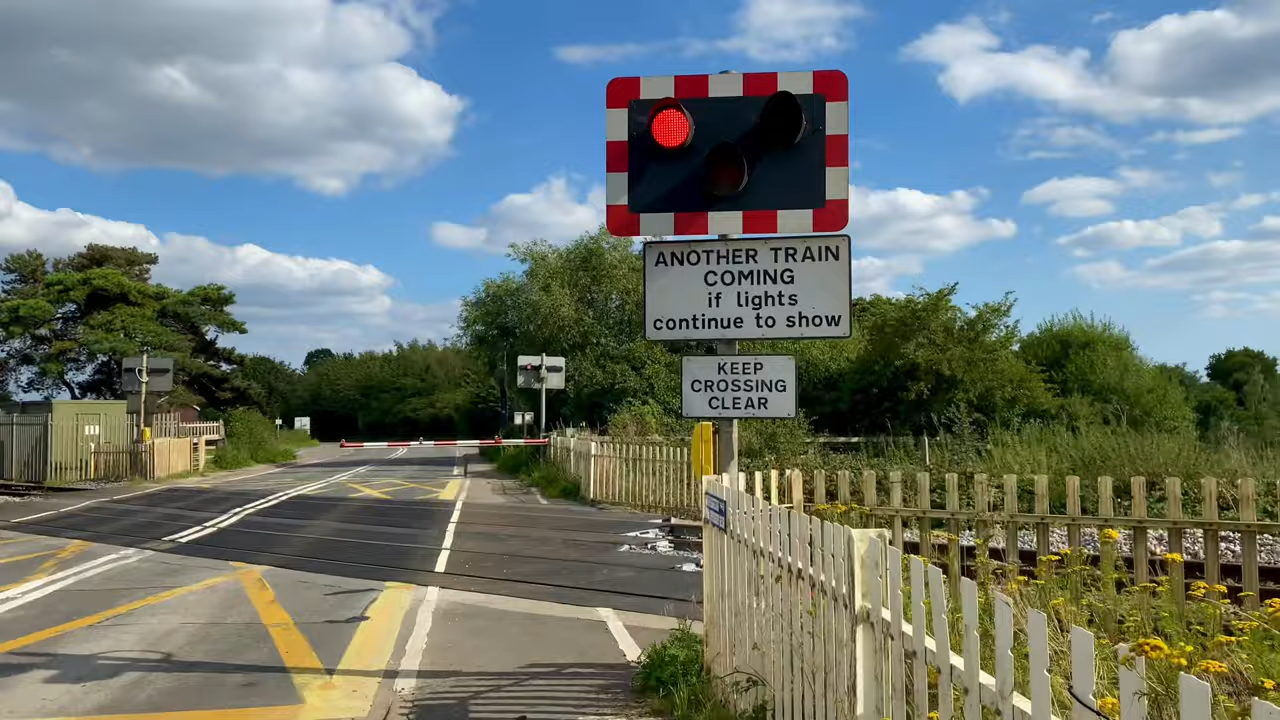 ANOTHER TRAIN
COMING
if lights
continue to show
KEEP
CROSSING
CLEAR